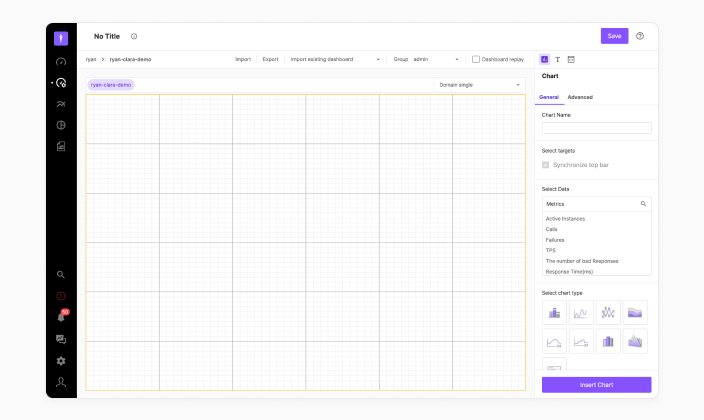 No Title
Save
ryan > ryan-clara-demo
Import
Export
Import existing dashboard
Group admin
Dashboard replay
ryan-clara-demo
Domain single
T
Chart
General
Advanced
Chart Name
Select targets
Synchronize top bar
Select Data
Metrics
Active Instances
Calls
Failures
TPS
The number of bad Responses
Response Time(ms)
Select chart type
Insert Chart
50